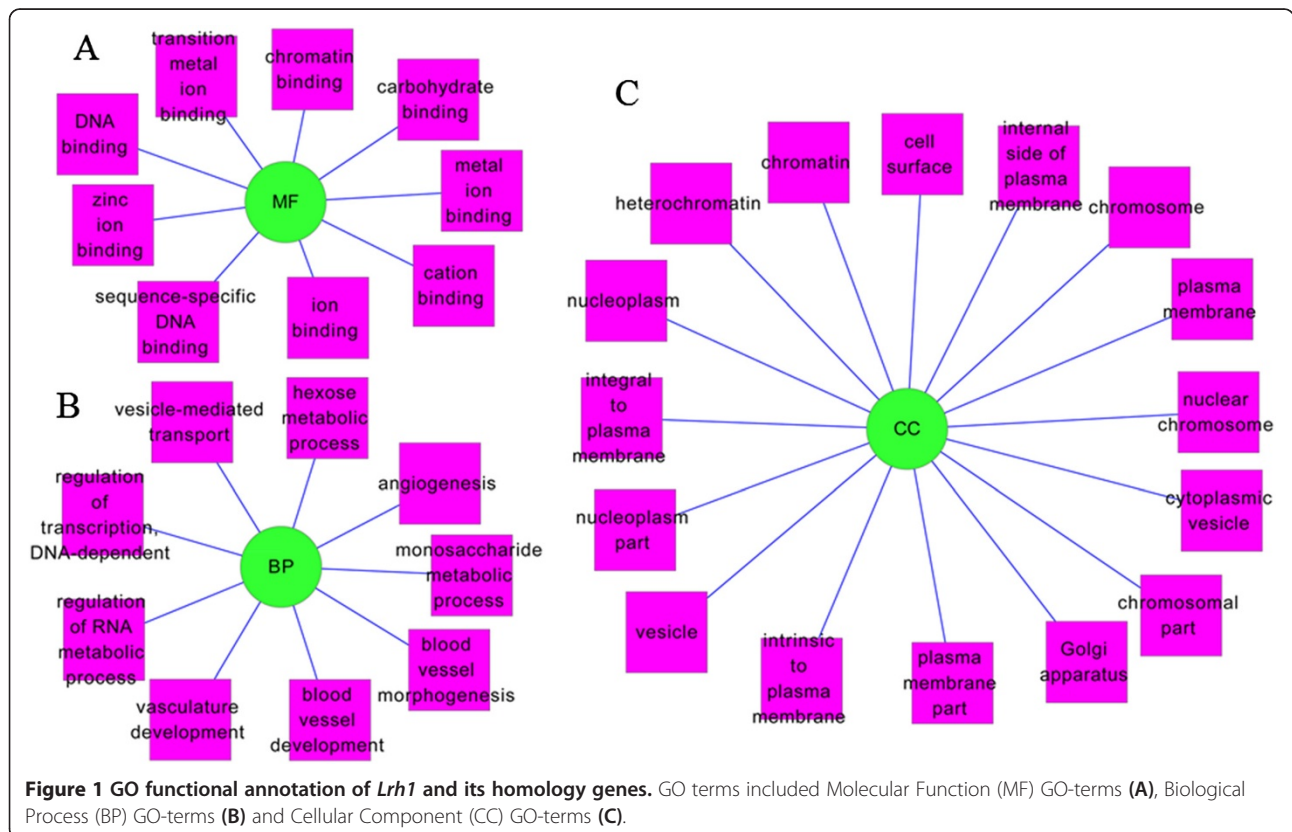 A
transition
metal
ion
binding
chromatin
binding
carbohydrate
binding
DNA
binding
metal
ion
binding
MF
zinc
ion
binding
cation
binding
sequence-specific
DNA
binding
ion
binding
B
vesicle-mediated
transport
hexose
metabolic
process
angiogenesis
regulation
of
transcription,
DNA-dependent
monosaccharide
metabolic
process
BP
regulation
of RNA
metabolic
process
blood
vessel
morphogenesis
vasculature
development
blood
vessel
development
C
cell
surface
internal
side of
plasma
membrane
chromatin
chromosome
heterochromatin
plasma
membrane
nucleoplasm
nuclear
chromosome
integral
to
plasma
membrane
CC
cytoplasmic
vesicle
nucleoplasm
part
chromosomal
part
vesicle
Golgi
apparatus
intrinsic
to
plasma
membrane
plasma
membrane
part
Figure 1 GO functional annotation of Lrh1 and its homology genes. GO terms included Molecular Function (MF) GO-terms (A), Biological
Process (BP) GO-terms (B) and Cellular Component (CC) GO-terms (C).